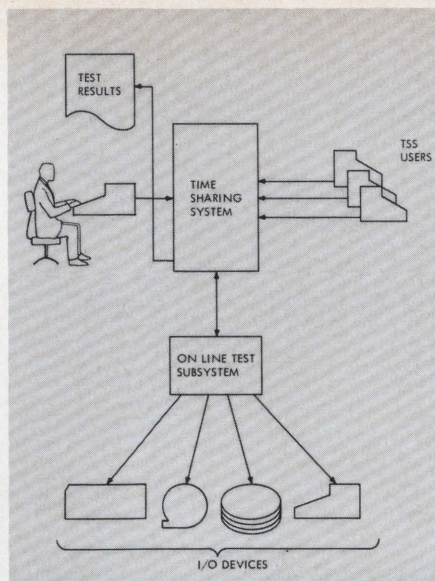 TEST
RESULTS
TSS
USERS
TIME
SHARING
SYSTEM
ON LINE TEST
SUBSYSTEM
I/O DEVICES